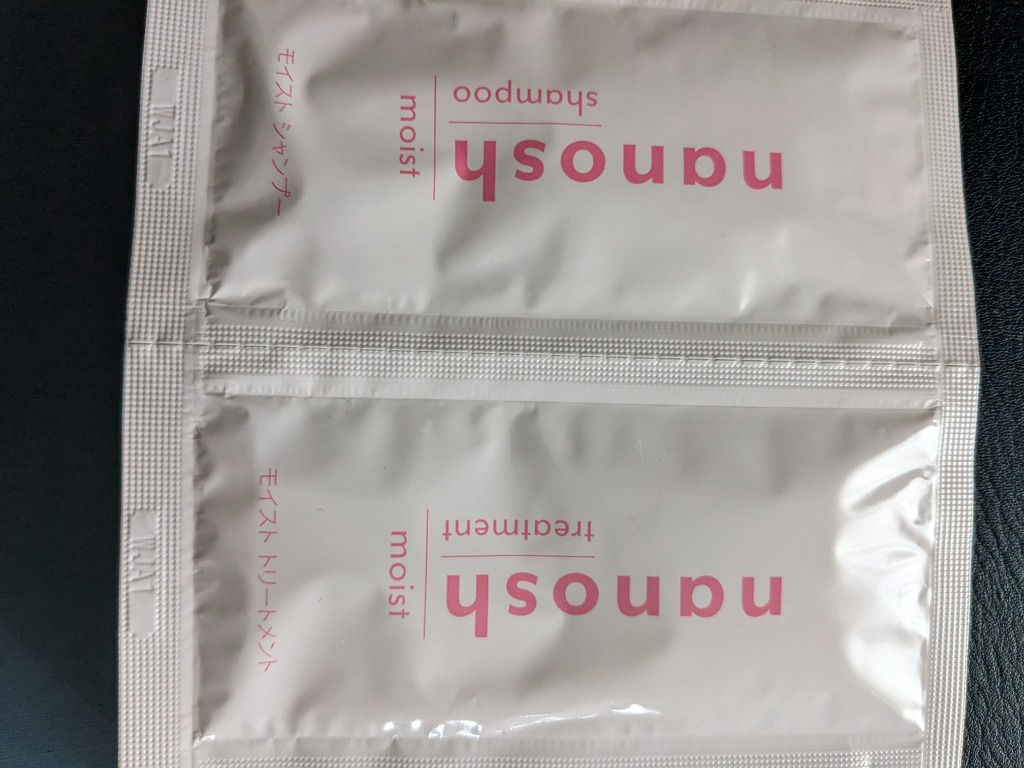 nanosh
shampoo
moist
モイスト シャンプー
nanosh
treatment
moist
モイスト トリートメント